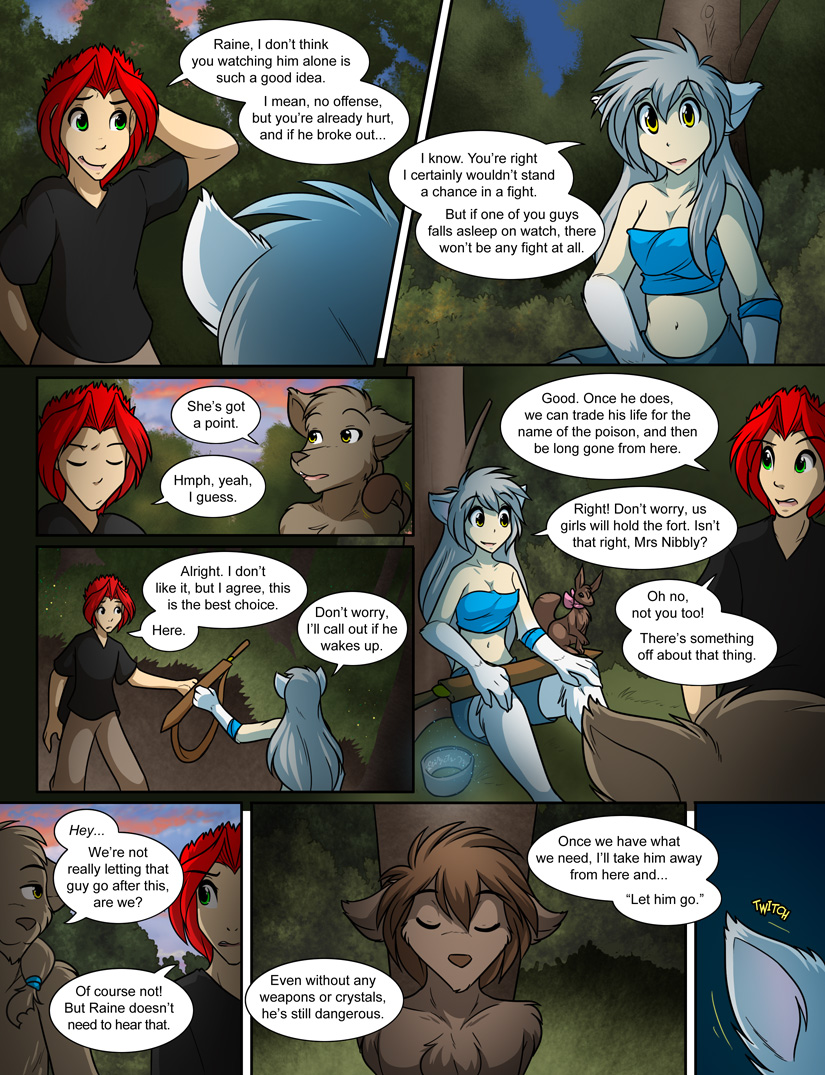 Raine, I don't think
you watching him alone is
such a good idea.
I mean, no offense,
but you're already hurt,
and if he broke out...
I know. You're right
I certainly wouldn't stand
a chance in a fight.
But if one of you guys
falls asleep on watch, there
won't be any fight at all.
She's got
a point.
Hmph, yeah,
I guess.
Alright. I don't
like it, but I agree, this
is the best choice.
Here.
Don't worry,
I'll call out if he
wakes up.
Good. Once he does,
we can trade his life for the
name of the poison, and then
be long gone from here.
Right! Don't worry, us
girls will hold the fort. Isn't
that right, Mrs Nibbly?
Oh no,
not you too!
There's something
off about that thing.
Hey...
We're not
really letting that
guy go after this,
are we?
Of course not!
But Raine doesn't
need to hear that.
Once we have what
we need, I'll take him away
from here and...
“Let him go.”
Even without any
weapons or crystals,
he's still dangerous.
TWITCH